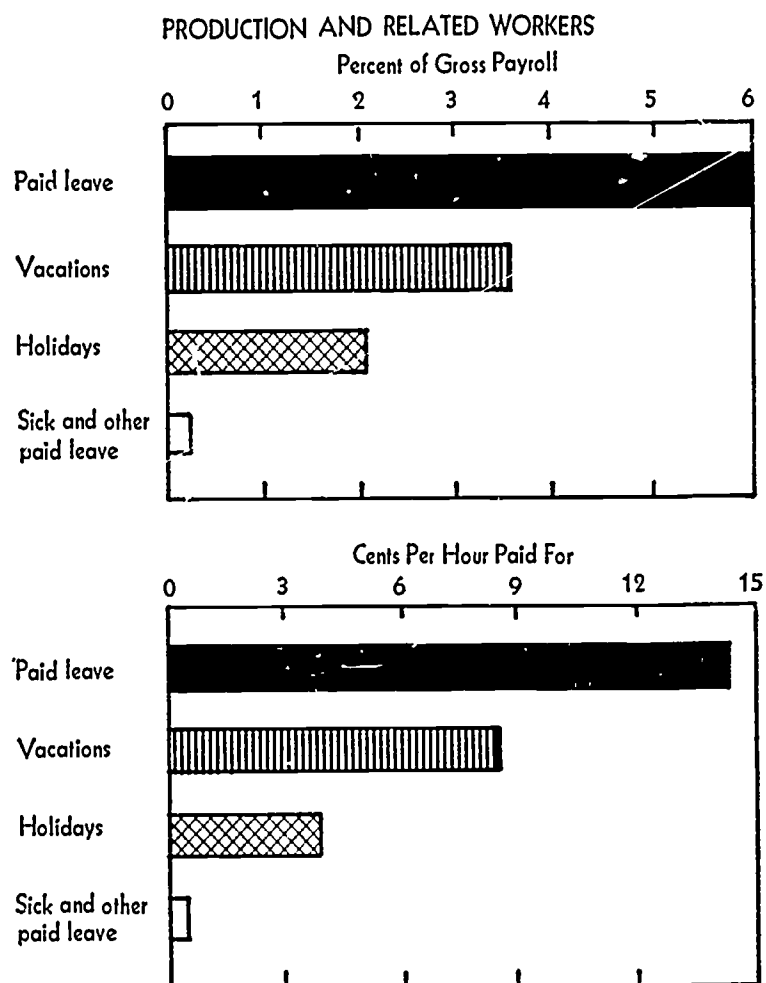 PRODUCTION AND RELATED WORKERS
Percent of Gross Payroll
0 1 2 3 4 5 6
Paid leave
Vacations
Holidays
Sick and other
paid leave
Cents Per Hour Paid For
0 3 6 9 12 15
Paid leave
Vacations
Holidays
Sick and other
paid leave